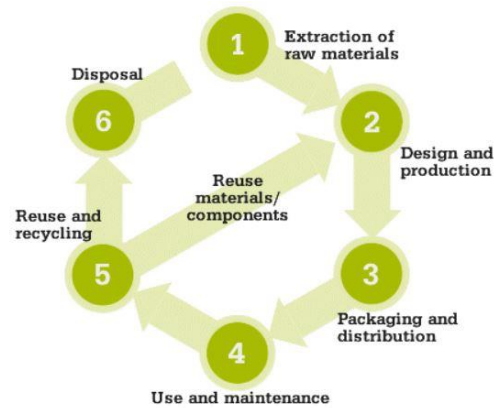 1
Extraction of
raw materials
2
Design and
production
3
Packaging and
distribution
4
Use and maintenance
5
Reuse and
recycling
Reuse
materials/
components
6
Disposal